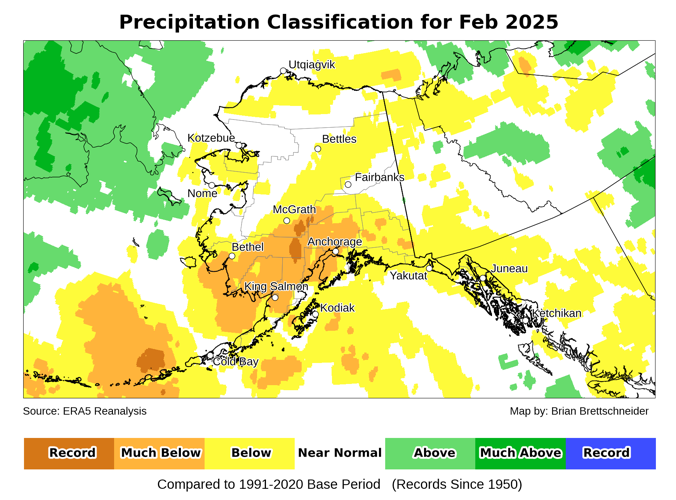 Precipitation Classification for Feb 2025
Utqiaġvik
Kotzebue
Bettles
Fairbanks
Nome
McGrath
Anchorage
Bethel
Yakutat
Juneau
King Salmon
Kodiak
Ketchikan
Cold Bay
Source: ERA5 Reanalysis
Map by: Brian Brettschneider
Record Much Below Below Near Normal Above Much Above Record
Compared to 1991-2020 Base Period (Records Since 1950)